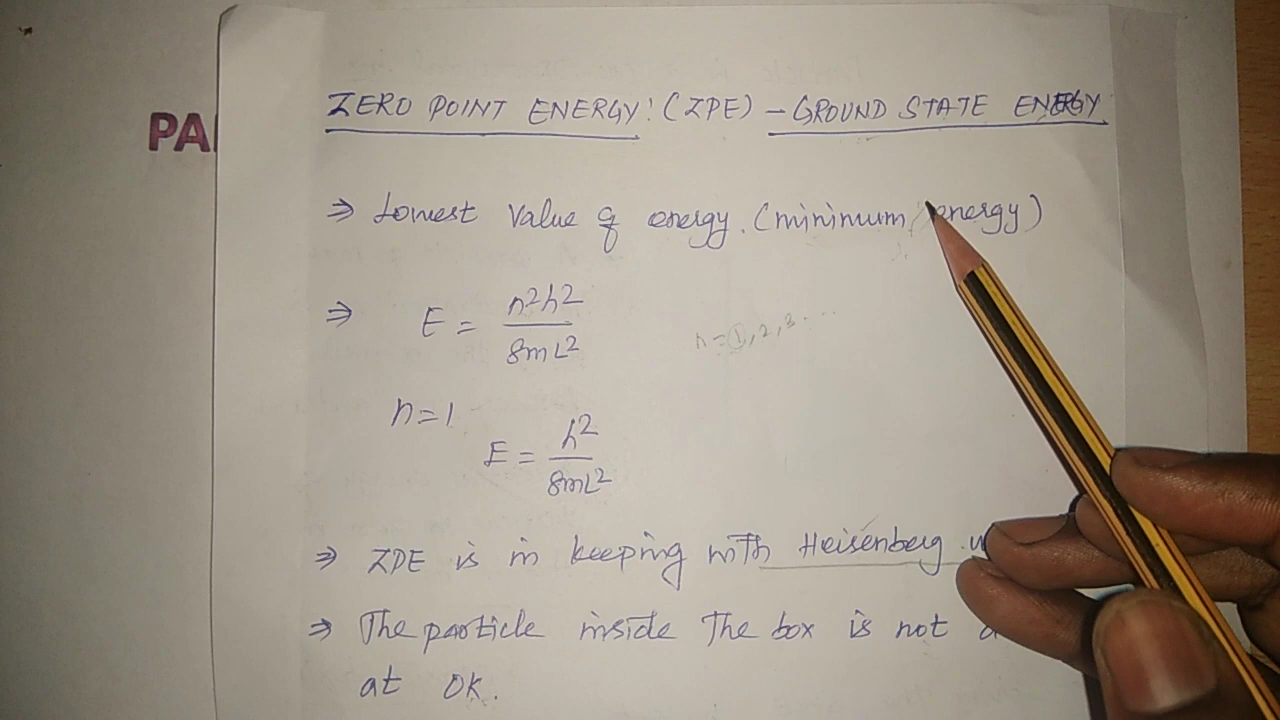 PA
ZERO POINT ENERGY: (ZPE) - GROUND STATE ENERGY
⇒ Lowest value of energy. (minimum energy)
⇒ E = n²h² / 8mL²
n = 1, 2, 3 ...
n = 1
E = h² / 8mL²
⇒ ZPE is in keeping with Heisenberg
⇒ The particle inside the box is not
at 0K.